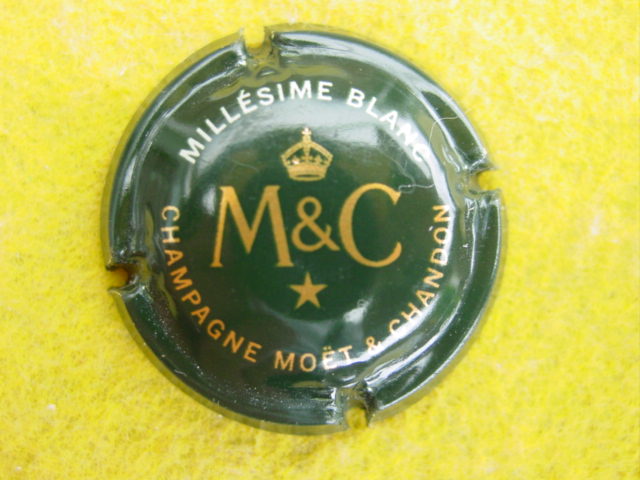 MILLÉSIME BLANC
M&C
CHAMPAGNE MOËT & CHANDON